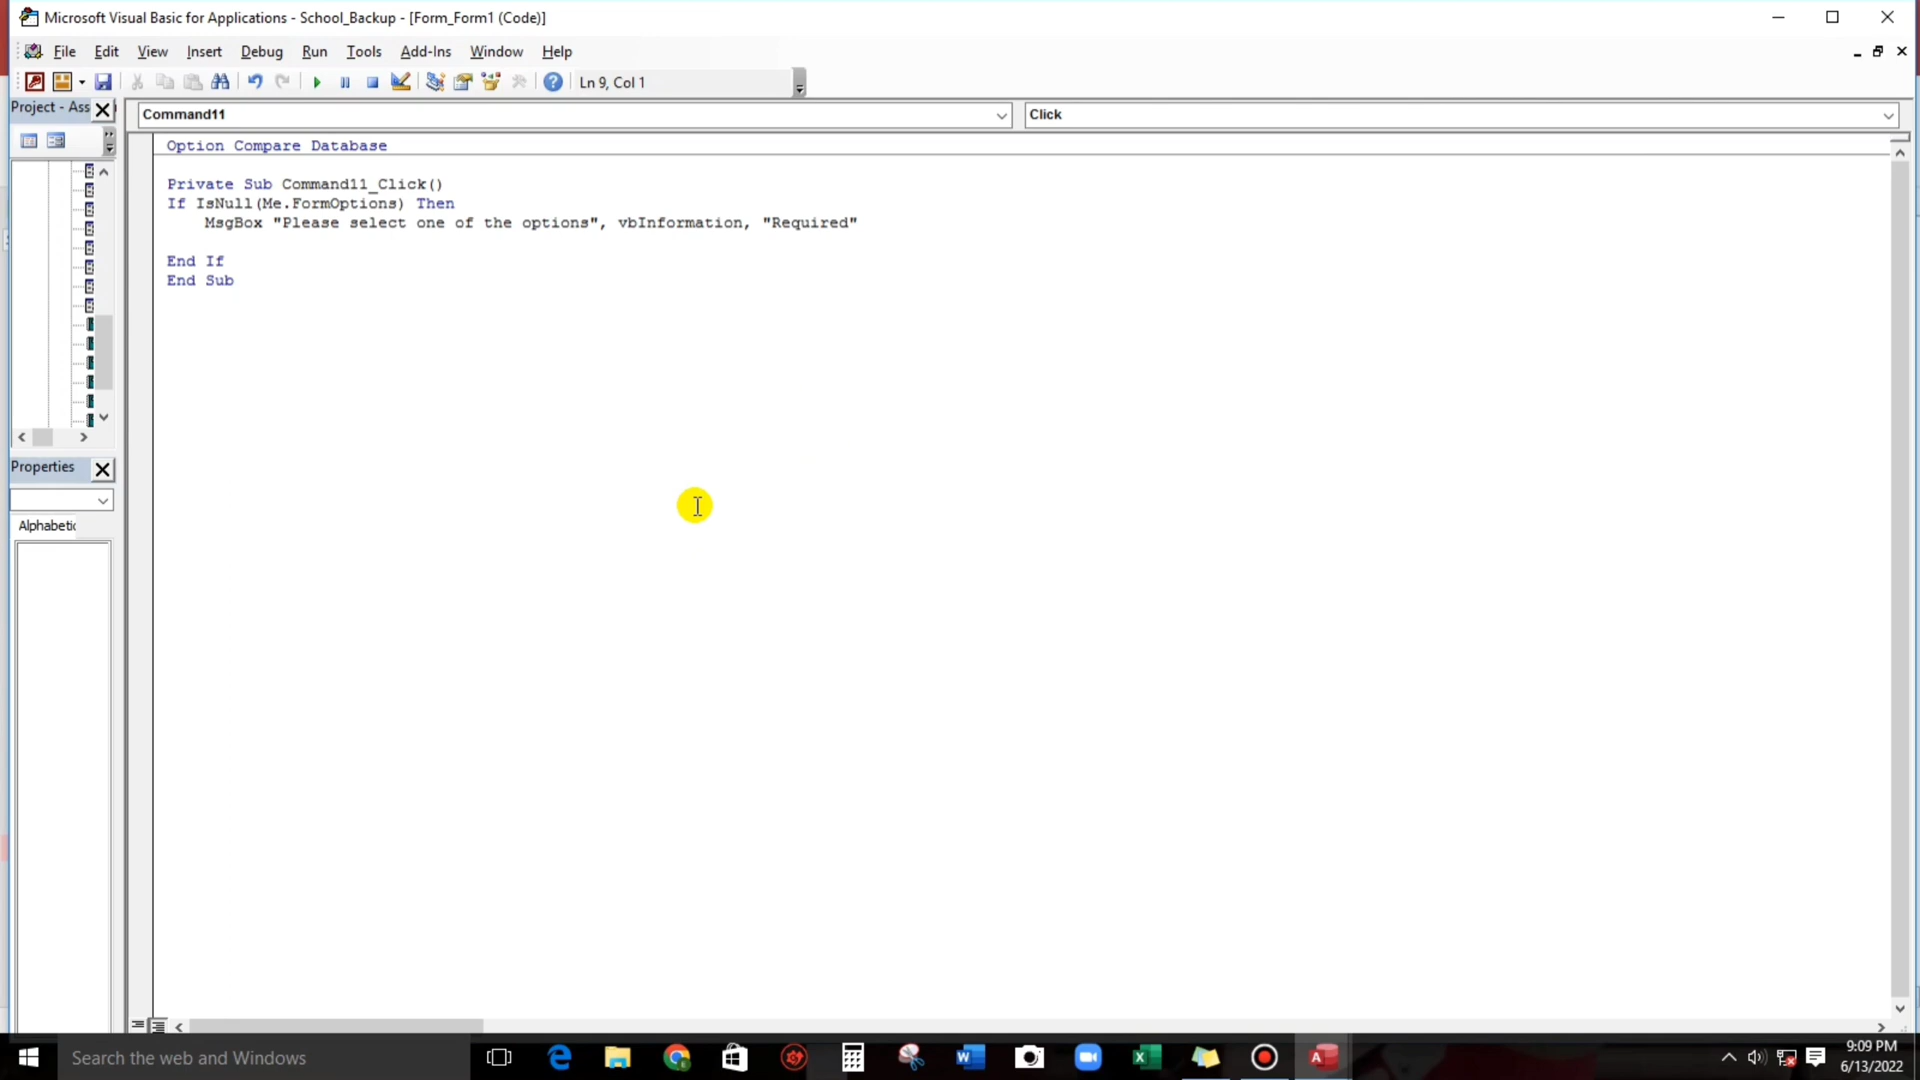 Microsoft Visual Basic for Applications - School_Backup - [Form_Form1 (Code)]
File Edit View Insert Debug Run Tools Add-Ins Window Help
Ln 9, Col 1
Project - Ass
Command11 Click
Option Compare Database
Private Sub Command11_Click()
If IsNull(Me.FormOptions) Then
MsgBox "Please select one of the options", vbInformation, "Required"
End If
End Sub
Properties
Alphabetic
Search the web and Windows
9:09 PM
6/13/2022